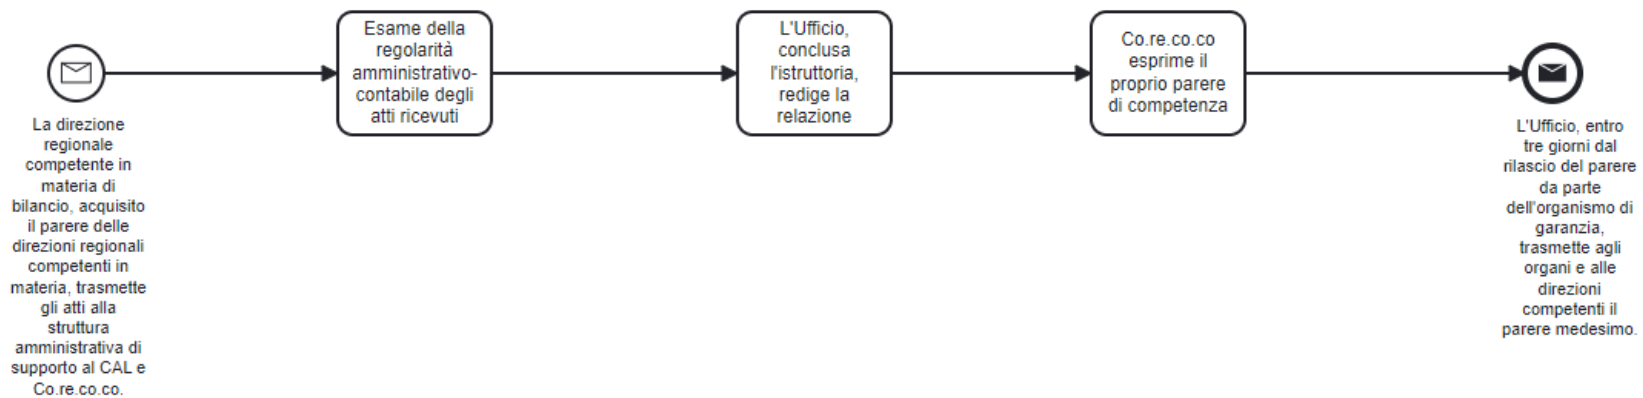 Esame della
regolarità
amministrativo-
contabile degli
atti ricevuti
L'Ufficio,
conclusa
l'istruttoria,
redige la
relazione
Co.re.co.co
esprime il
proprio parere
di competenza
La direzione
regionale
competente in
materia di
bilancio, acquisito
il parere delle
direzioni regionali
competenti in
materia, trasmette
gli atti alla
struttura
amministrativa di
supporto al CAL e
Co.re.co.co.
L'Ufficio, entro
tre giorni dal
rilascio del parere
da parte
dell'organismo di
garanzia,
trasmette agli
organi e alle
direzioni
competenti il
parere medesimo.